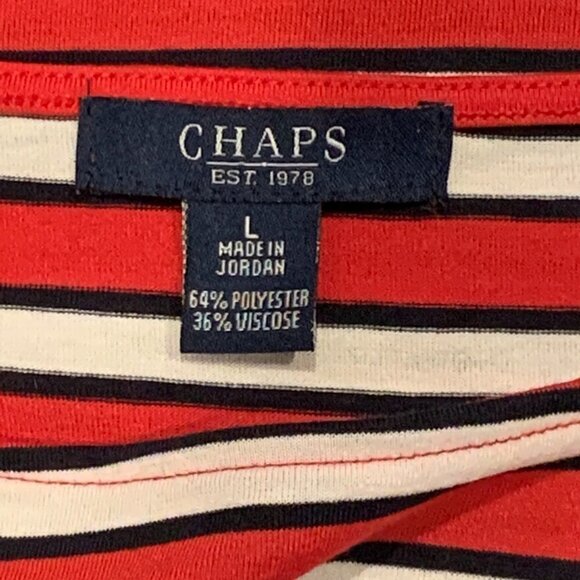 CHAPS
EST. 1978
L
MADE IN
JORDAN
64% POLYESTER
36% VISCOSE